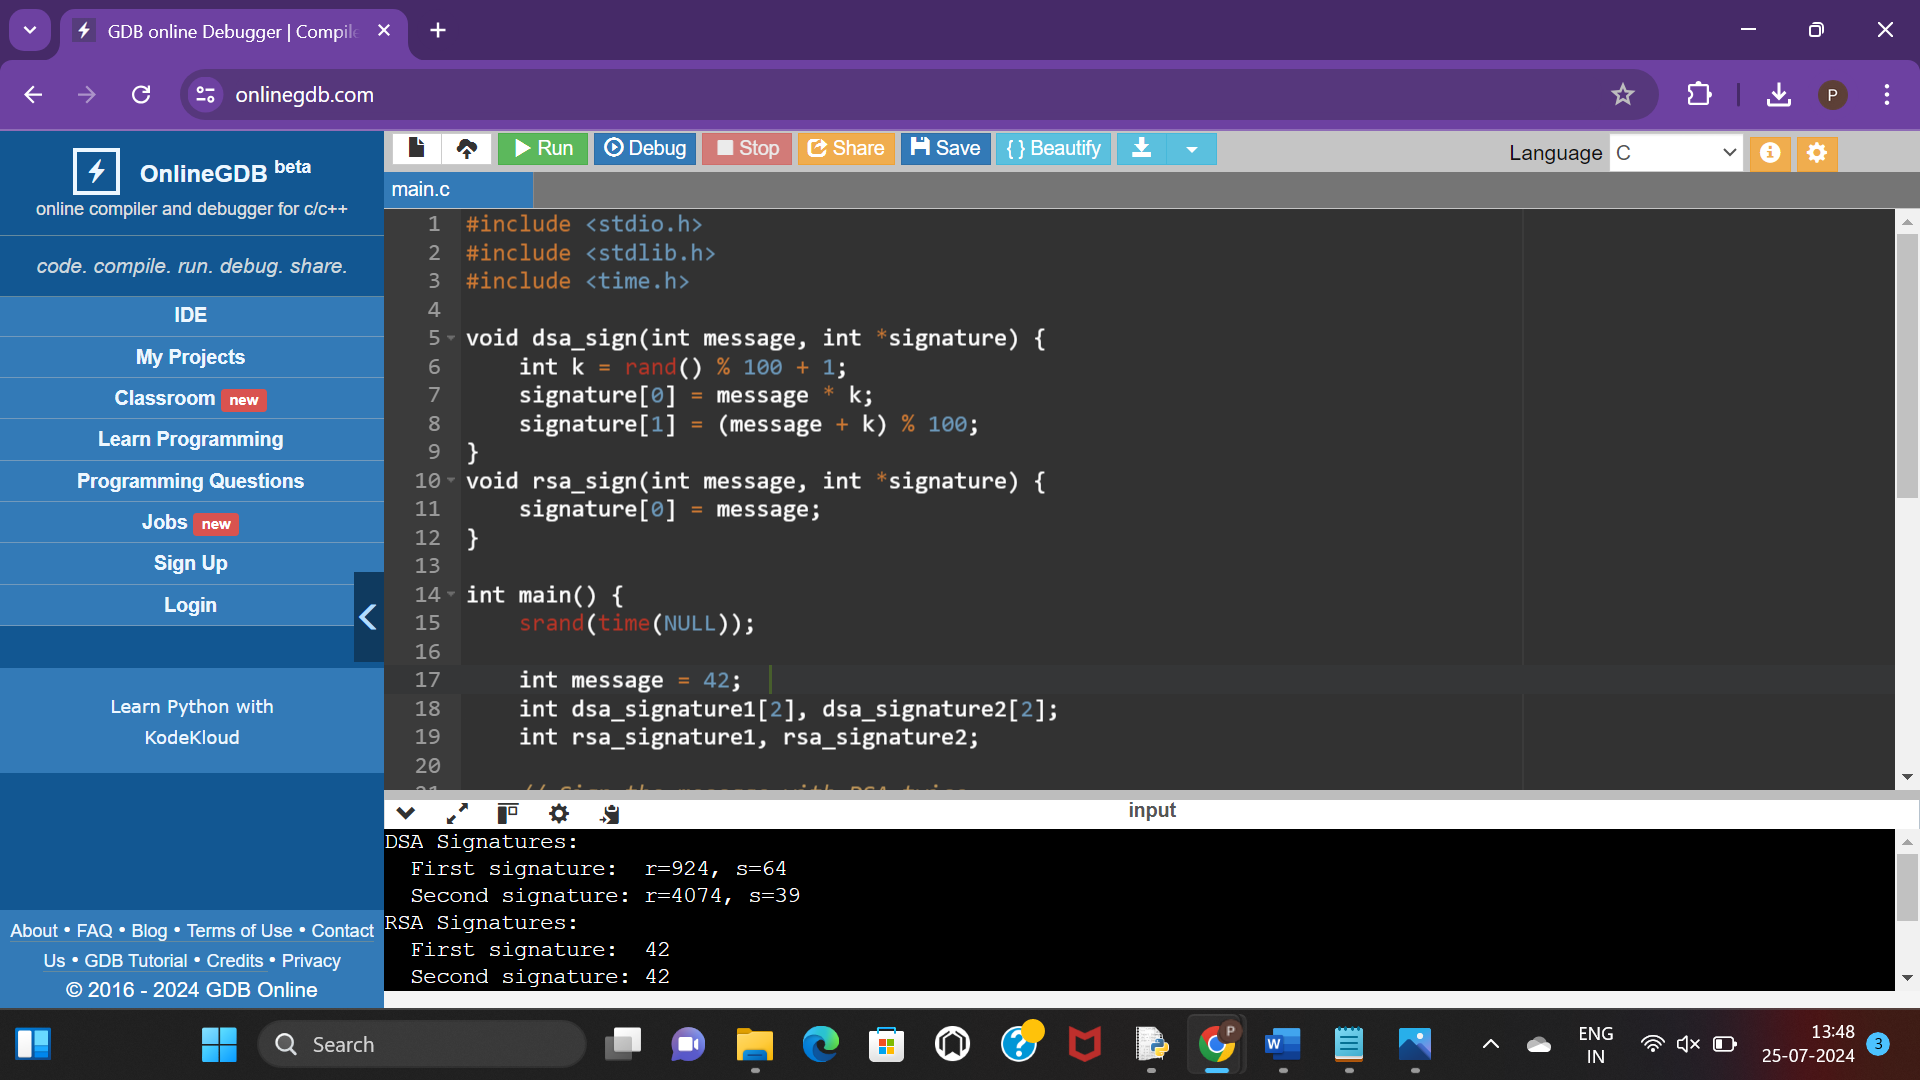 GDB online Debugger | Compile
onlinegdb.com
P
OnlineGDB beta
online compiler and debugger for c/c++
code. compile. run. debug. share.
IDE
My Projects
Classroom new
Learn Programming
Programming Questions
Jobs new
Sign Up
Login
Learn Python with
KodeKloud
About • FAQ • Blog • Terms of Use • Contact
Us • GDB Tutorial • Credits • Privacy
© 2016 - 2024 GDB Online
Run Debug Stop Share Save { } Beautify
Language C
main.c
1 #include <stdio.h>
2 #include <stdlib.h>
3 #include <time.h>
4
5 void dsa_sign(int message, int *signature) {
6     int k = rand() % 100 + 1;
7     signature[0] = message * k;
8     signature[1] = (message + k) % 100;
9 }
10 void rsa_sign(int message, int *signature) {
11     signature[0] = message;
12 }
13
14 int main() {
15     srand(time(NULL));
16
17     int message = 42;
18     int dsa_signature1[2], dsa_signature2[2];
19     int rsa_signature1, rsa_signature2;
20
21     // Sign the message with DSA twice
input
DSA Signatures:
  First signature:  r=924, s=64
  Second signature: r=4074, s=39
RSA Signatures:
  First signature:  42
  Second signature: 42
Search
P
W
ENG
IN
13:48
25-07-2024
3